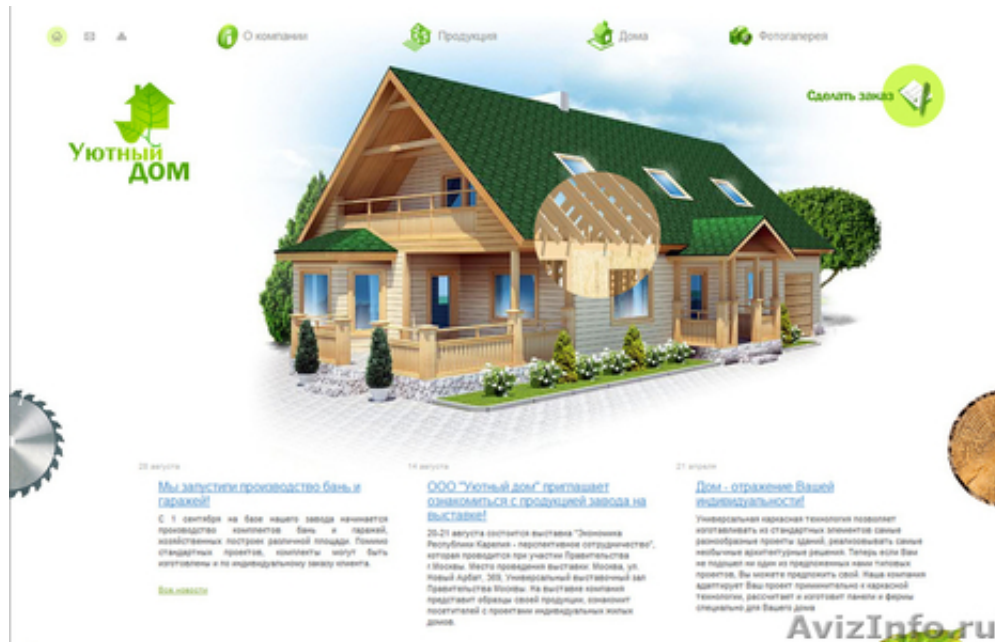 О компании
Продукция
Дома
Фотогалерея
Сделать заказ
Уютный
ДОМ
28 августа
Мы запустили производство бань и
гаражей!
С 1 сентября на базе нашего завода начинается
производство комплектов бань и гаражей,
хозяйственных построек различной площади. Помимо
стандартных проектов, комплекты могут быть
изготовлены и по индивидуальному заказу клиента.
Все новости
14 августа
ООО "Уютный дом" приглашает
ознакомиться с продукцией завода на
выставке!
20-21 августа состоится выставка "Экономика
Республики Карелия - перспективное сотрудничество",
которая проводится при участии Правительства
г.Москвы. Место проведения выставки: Москва, ул.
Новый Арбат, 36/9, Универсальный выставочный зал
Правительства Москвы. На выставке компания
представит образцы своей продукции, ознакомит
посетителей с проектами индивидуальных жилых
домов.
21 апреля
Дом - отражение Вашей
индивидуальности!
Универсальная каркасная технология позволяет
изготавливать из стандартных элементов самые
разнообразные проекты зданий, реализовывать самые
необычные архитектурные решения. Теперь если Вам
не подошел ни один из предложенных нами типовых
проектов, Вы можете предложить свой. Наша компания
адаптирует Ваш проект применительно к каркасной
технологии, рассчитает и изготовит панели и фермы
специально для Вашего дома
AvizInfo.ru